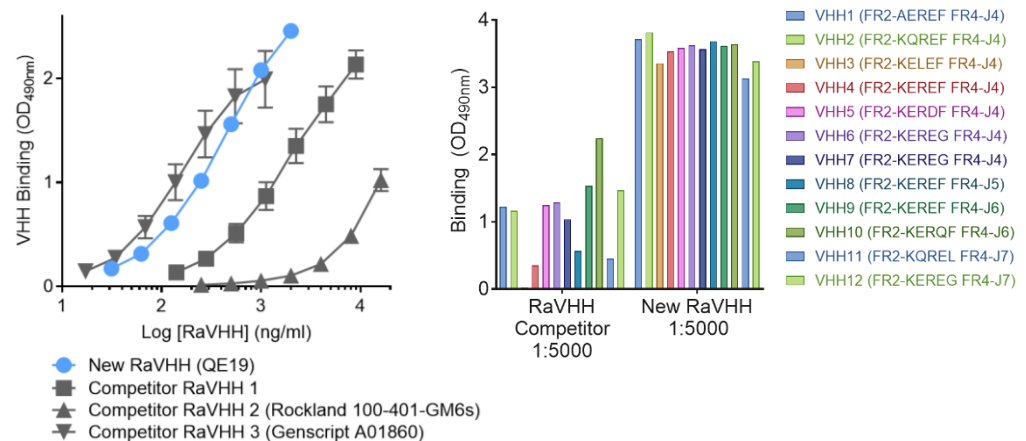 VHH Binding (OD490nm)
2
1
0
1
2
3
4
Log [RaVHH] (ng/ml)
New RaVHH (QE19)
Competitor RaVHH 1
Competitor RaVHH 2 (Rockland 100-401-GM6s)
Competitor RaVHH 3 (Genscript A01860)
Binding (OD490nm)
4
3
2
1
0
RaVHH
Competitor
1:5000
New RaVHH
1:5000
VHH1 (FR2-AEREF FR4-J4)
VHH2 (FR2-KQREF FR4-J4)
VHH3 (FR2-KELEF FR4-J4)
VHH4 (FR2-KEREF FR4-J4)
VHH5 (FR2-KERDF FR4-J4)
VHH6 (FR2-KEREG FR4-J4)
VHH7 (FR2-KEREG FR4-J4)
VHH8 (FR2-KEREF FR4-J5)
VHH9 (FR2-KEREF FR4-J6)
VHH10 (FR2-KERQF FR4-J6)
VHH11 (FR2-KQREL FR4-J7)
VHH12 (FR2-KEREG FR4-J7)